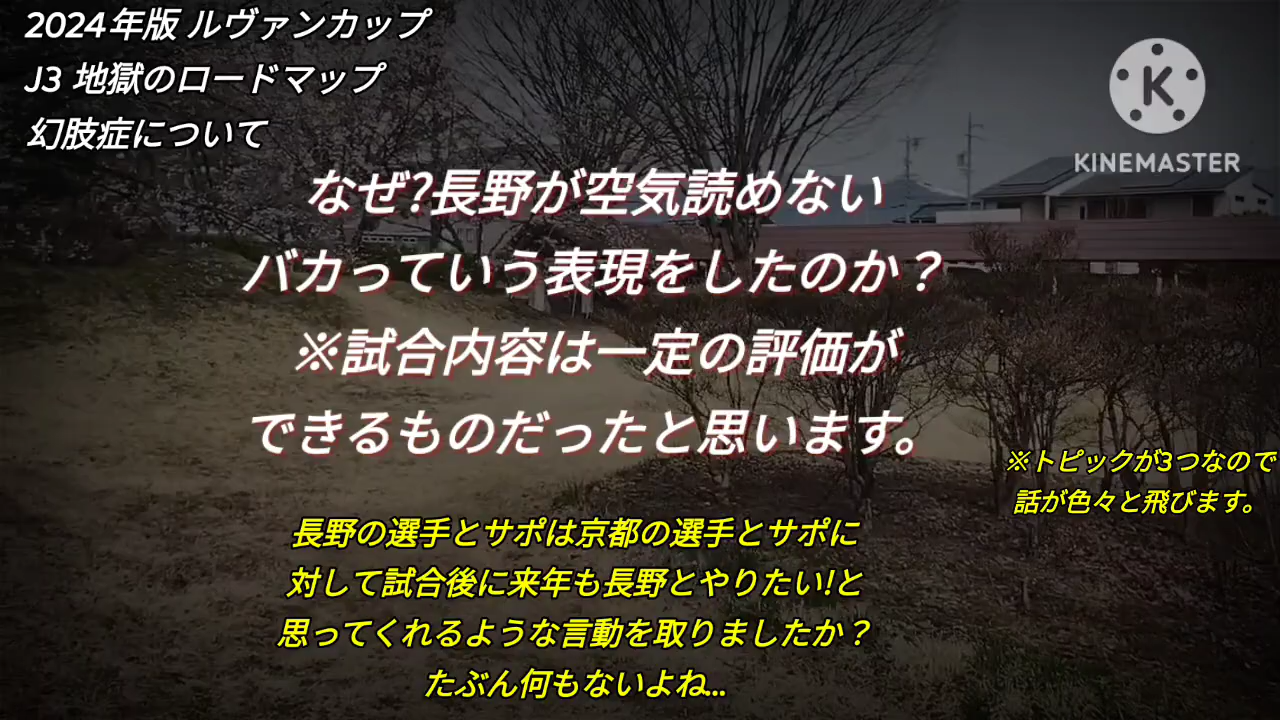 2024年版 ルヴァンカップ
J3 地獄のロードマップ
幻肢症について
K
KINEMASTER
なぜ?長野が空気読めない
バカっていう表現をしたのか？
※試合内容は一定の評価が
できるものだったと思います。
※トピックが3つなので
話が色々と飛びます。
長野の選手とサポは京都の選手とサポに
対して試合後に来年も長野とやりたい!と
思ってくれるような言動を取りましたか？
たぶん何もないよね...